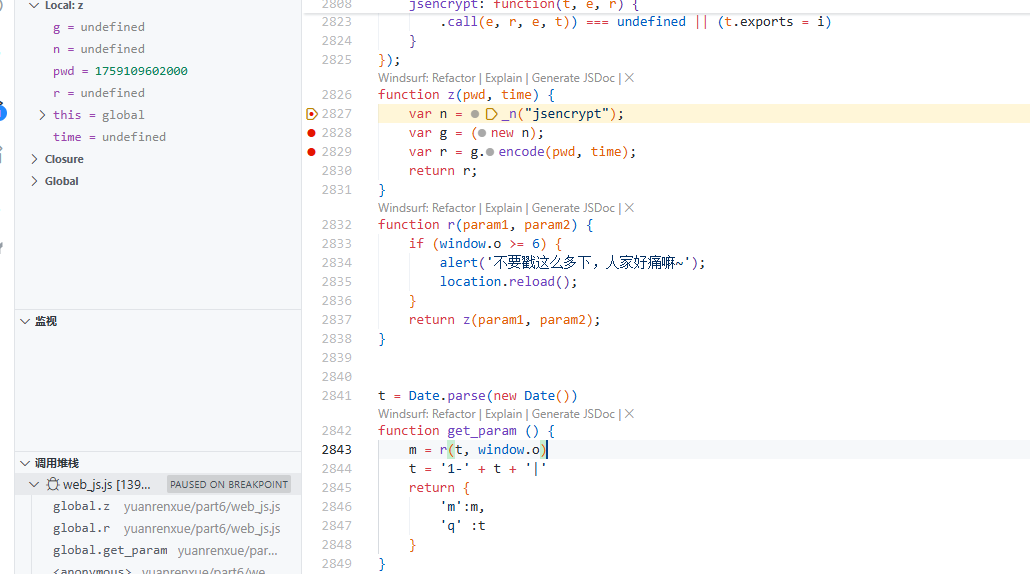 Local: z
g = undefined
n = undefined
pwd = 1759109602000
r = undefined
this = global
time = undefined
Closure
Global
监视
调用堆栈
web_js.js [139... PAUSED ON BREAKPOINT
global.z yuanrenxue/part6/web_js.js
global.r yuanrenxue/part6/web_js.js
global.get_param yuanrenxue/par...
<anonymous> yuanrenxue/part6/we...
2808 jsencrypt: function(t, e, r) {
2823 .call(e, r, e, t)) === undefined || (t.exports = i)
2824 }
2825 });
Windsurf: Refactor | Explain | Generate JSDoc | X
2826 function z(pwd, time) {
2827 var n = _n("jsencrypt");
2828 var g = (new n);
2829 var r = g.encode(pwd, time);
2830 return r;
2831 }
Windsurf: Refactor | Explain | Generate JSDoc | X
2832 function r(param1, param2) {
2833 if (window.o >= 6) {
2834 alert('不要戳这么多下，人家好痛嘛~');
2835 location.reload();
2836 }
2837 return z(param1, param2);
2838 }
2839
2840
2841 t = Date.parse(new Date())
Windsurf: Refactor | Explain | Generate JSDoc | X
2842 function get_param () {
2843 m = r(t, window.o)
2844 t = '1-' + t + '|'
2845 return {
2846 'm':m,
2847 'q' :t
2848 }
2849 }